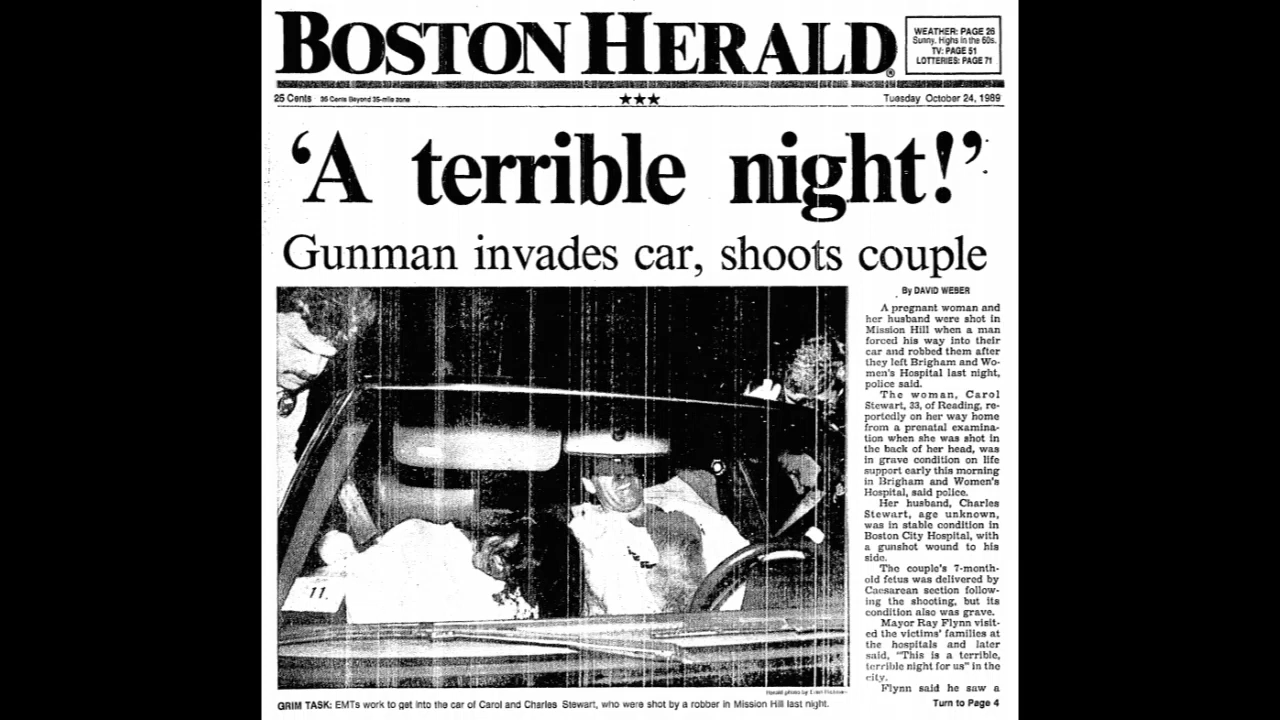 BOSTON HERALD
WEATHER: PAGE 26
Sunny. Highs in the 60s.
TV: PAGE 51
LOTTERIES: PAGE 71
25 Cents 35 Cents Beyond 35-mile zone
★★★
Tuesday October 24, 1989
‘A terrible night!’
Gunman invades car, shoots couple
By DAVID WEBER
A pregnant woman and
her husband were shot in
Mission Hill when a man
forced his way into their
car and robbed them after
they left Brigham and Wo-
men's Hospital last night,
police said.
The woman, Carol
Stewart, 33, of Reading, re-
portedly on her way home
from a prenatal examina-
tion when she was shot in
the back of her head, was
in grave condition on life
support early this morning
in Brigham and Women's
Hospital, said police.
Her husband, Charles
Stewart, age unknown,
was in stable condition in
Boston City Hospital, with
a gunshot wound to his
side.
The couple's 7-month-
old fetus was delivered by
Caesarean section follow-
ing the shooting, but its
condition also was grave.
Mayor Ray Flynn visit-
ed the victims' families at
the hospitals and later
said, "This is a terrible,
terrible night for us" in the
city.
Flynn said he saw a
Turn to Page 4
11.
Herald photo by
GRIM TASK: EMTs work to get into the car of Carol and Charles Stewart, who were shot by a robber in Mission Hill last night.